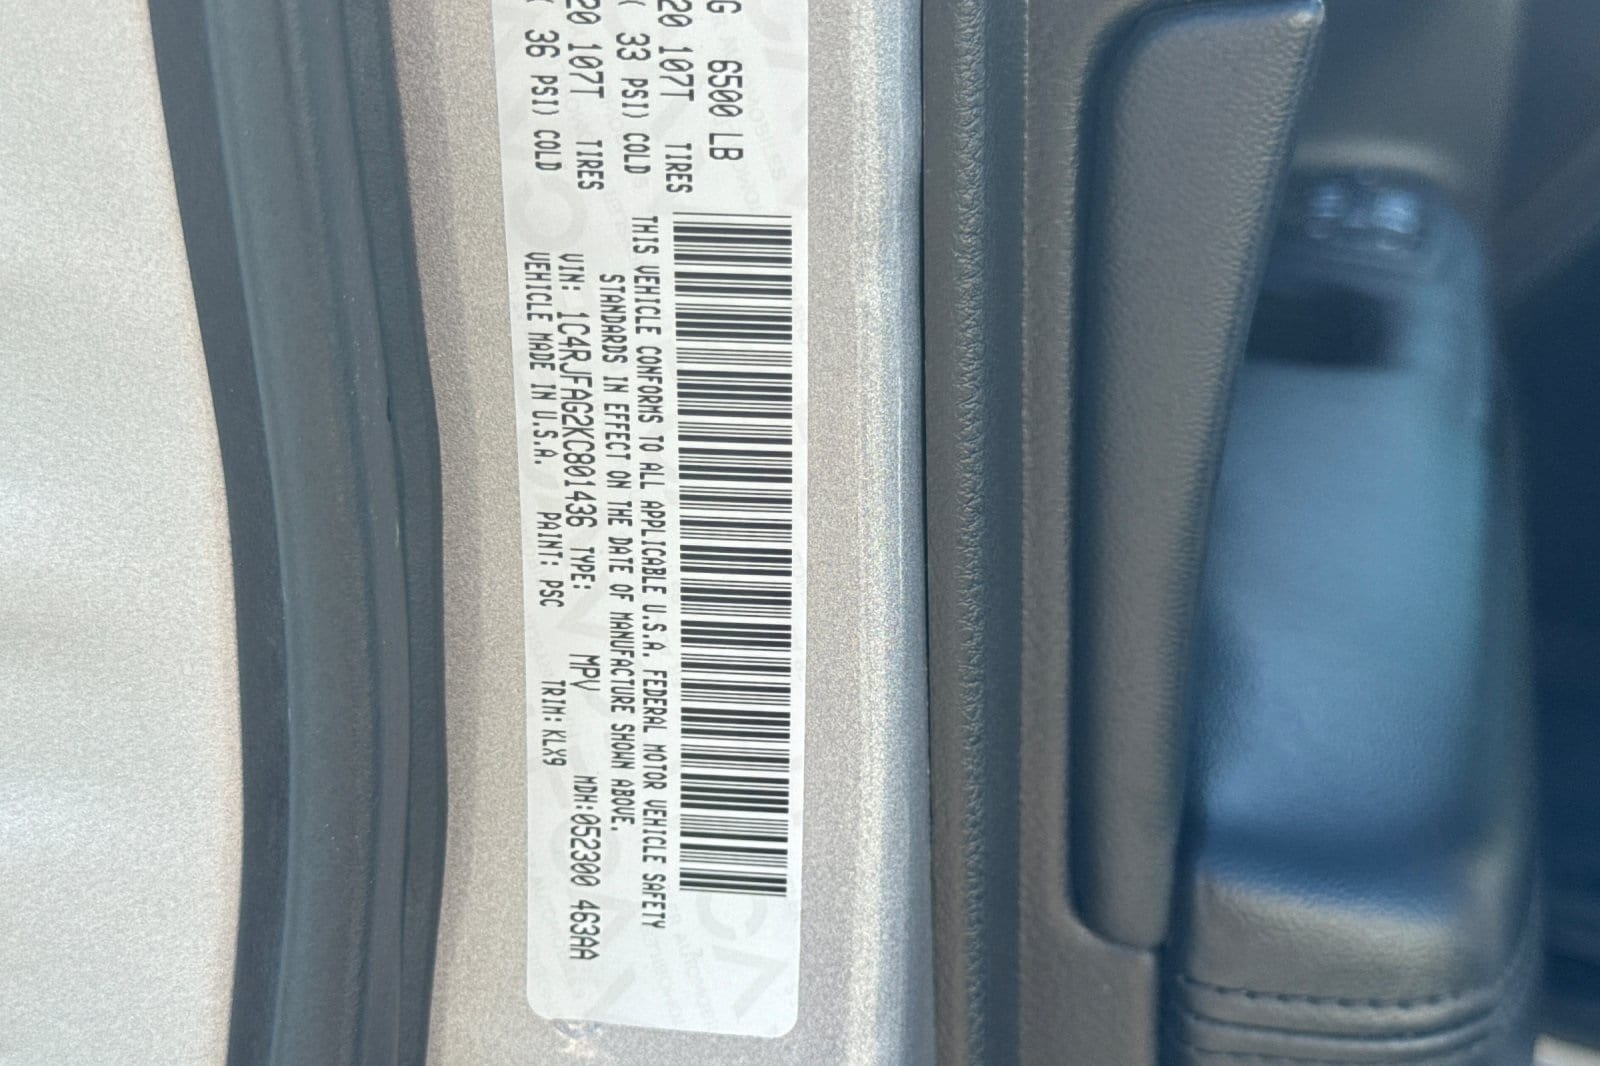 G 6500 LB
20 107T TIRES
( 33 PSI) COLD
20 107T TIRES
( 36 PSI) COLD
THIS VEHICLE CONFORMS TO ALL APPLICABLE U.S.A. FEDERAL MOTOR VEHICLE SAFETY
STANDARDS IN EFFECT ON THE DATE OF MANUFACTURE SHOWN ABOVE.
VIN: 1C4RJFAG2KC801436 TYPE: MPV MDH:052300 463AA
VEHICLE MADE IN U.S.A. PAINT: PSC TRIM: KLX9